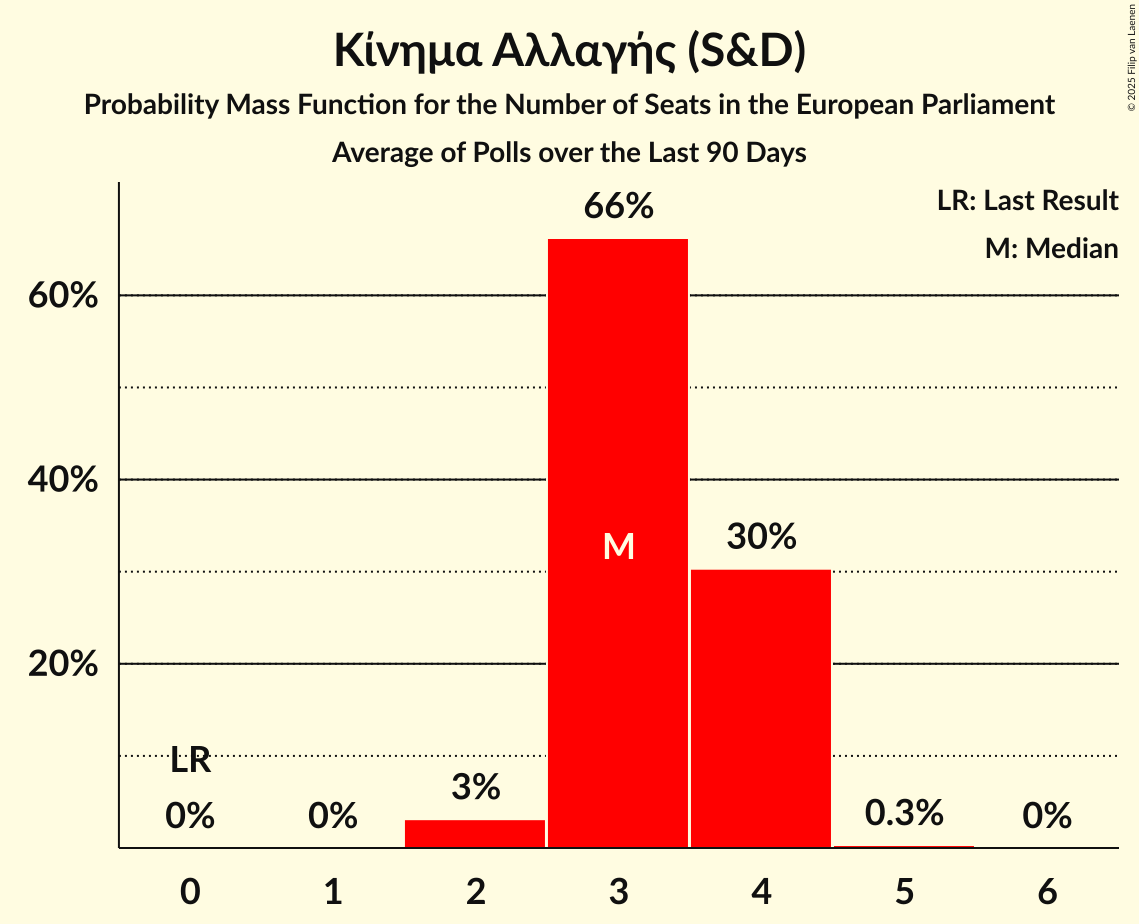 Κίνημα Αλλαγής (S&D)
Probability Mass Function for the Number of Seats in the European Parliament
Average of Polls over the Last 90 Days
© 2025 Filip van Laenen
LR: Last Result
M: Median
66%
60%
40%
30%
M
20%
LR
0%
0%
3%
0.3%
0%
0 1 2 3 4 5 6